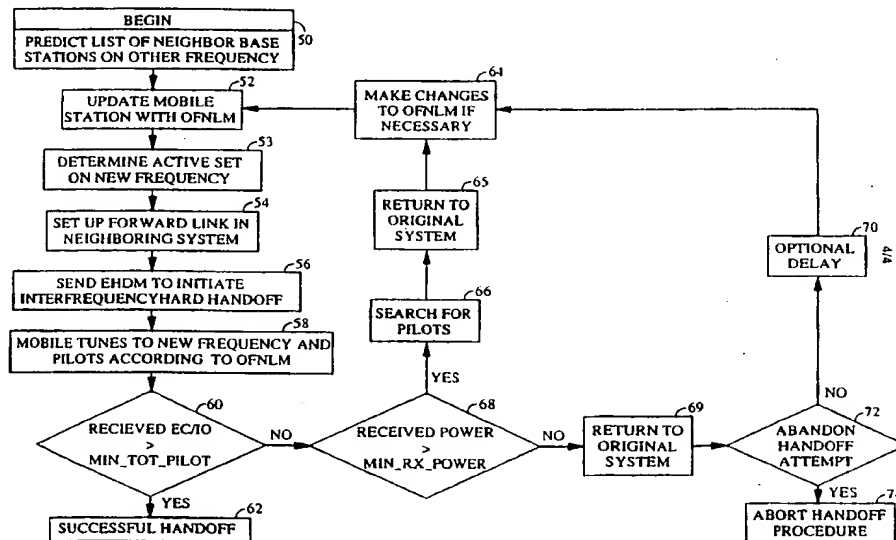 BEGIN
PREDICT LIST OF NEIGHBOR BASE
STATIONS ON OTHER FREQUENCY
50
52
UPDATE MOBILE
STATION WITH OFNLM
53
DETERMINE ACTIVE SET
ON NEW FREQUENCY
54
SET UP FORWARD LINK IN
NEIGHBORING SYSTEM
56
SEND EHDM TO INITIATE
INTERFREQUENCYHARD HANDOFF
58
MOBILE TUNES TO NEW FREQUENCY AND
PILOTS ACCORDING TO OFNLM
60
RECIEVED EC/IO
>
MIN_TOT_PILOT
NO
YES
62
SUCCESSFUL HANDOFF
64
MAKE CHANGES
TO OFNLM IF
NECESSARY
65
RETURN TO
ORIGINAL
SYSTEM
66
SEARCH FOR
PILOTS
YES
68
RECEIVED POWER
>
MIN_RX_POWER
NO
69
RETURN TO
ORIGINAL
SYSTEM
70
OPTIONAL
DELAY
4/4
NO
72
ABANDON
HANDOFF
ATTEMPT
YES
ABORT HANDOFF
PROCEDURE